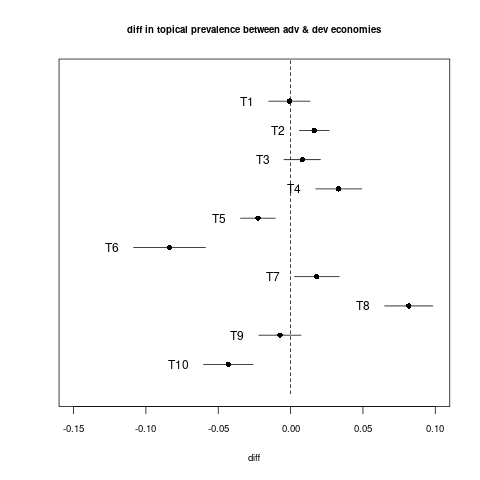 diff in topical prevalence between adv & dev economies
T1
T2
T3
T4
T5
T6
T7
T8
T9
T10
-0.15 -0.10 -0.05 0.00 0.05 0.10
diff